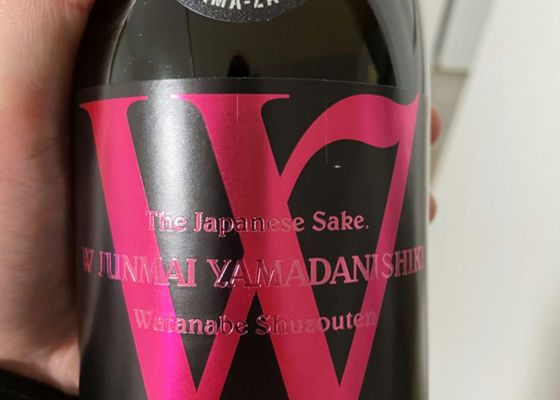 W
The Japanese Sake.
W JUNMAI YAMADANISHIKI
Watanabe Shuzouten